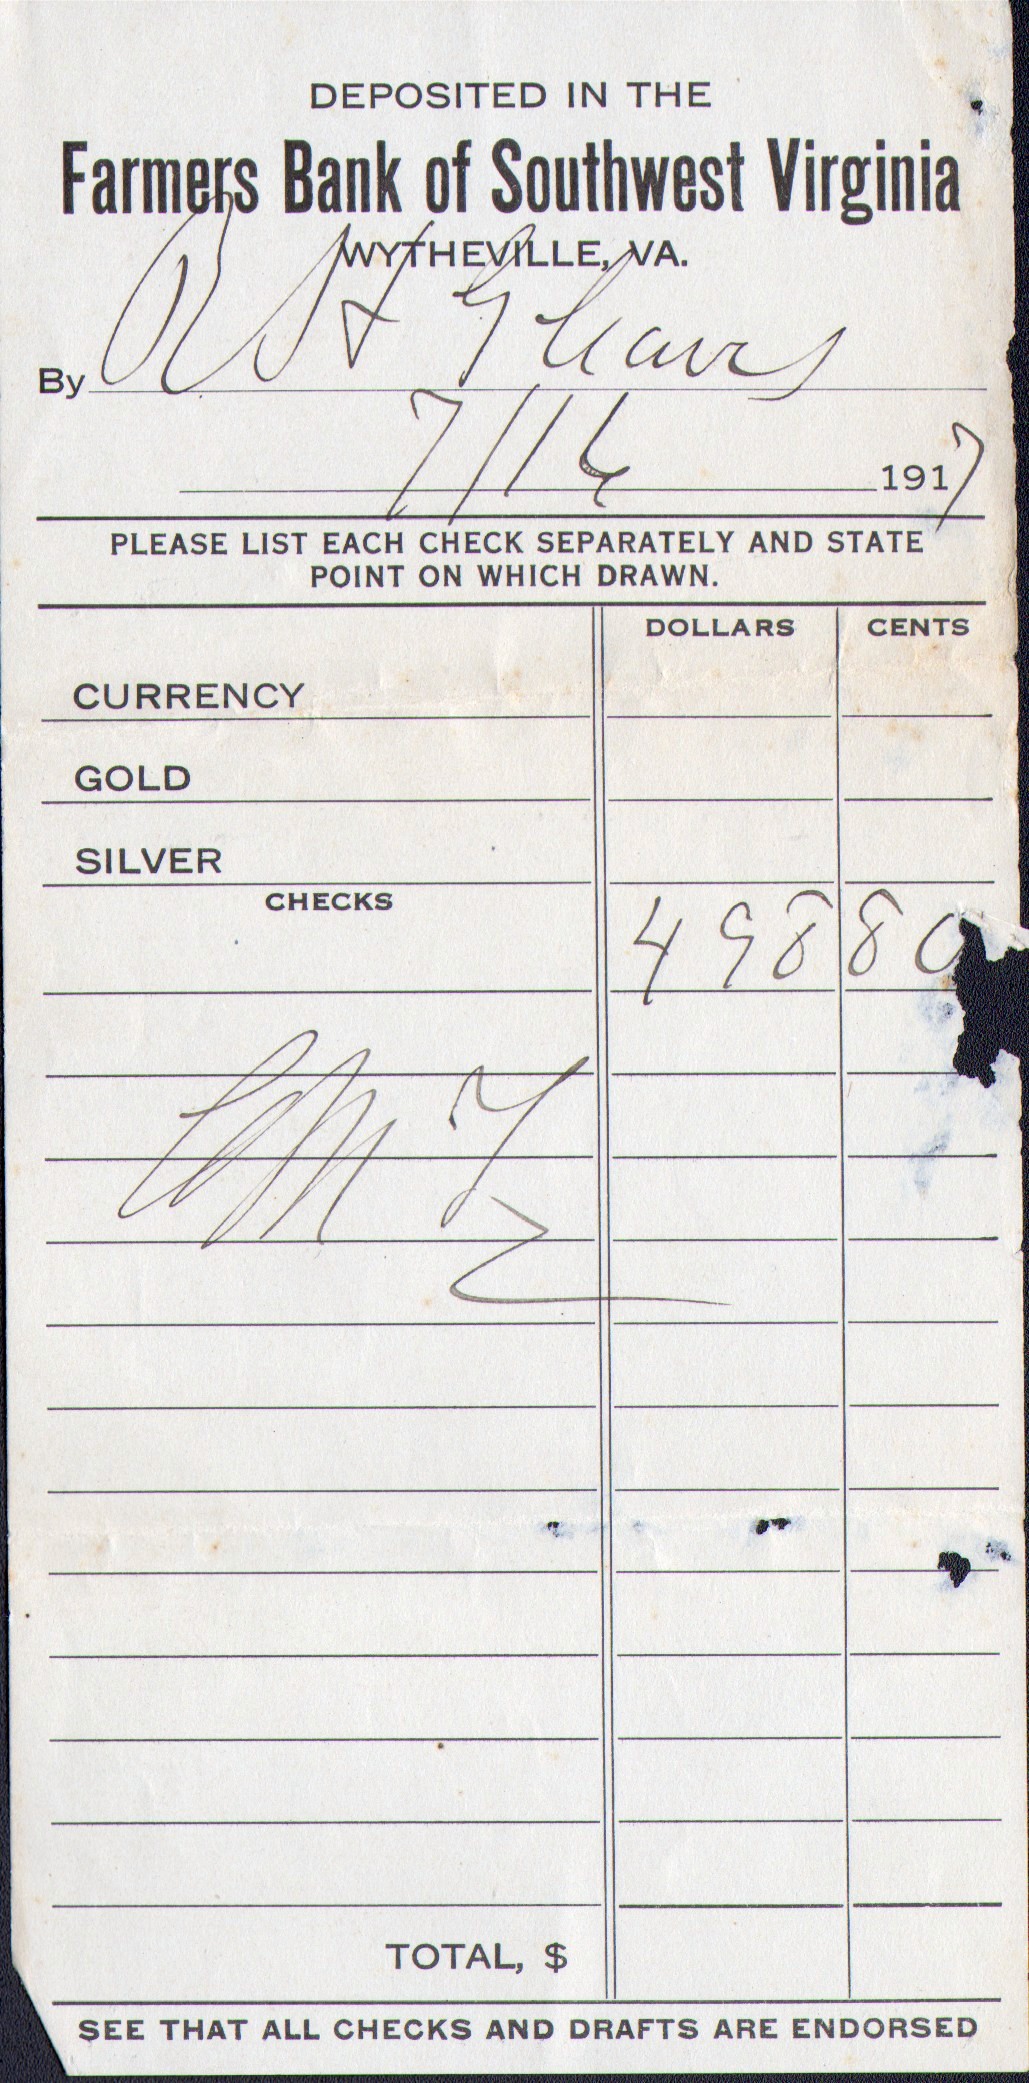 DEPOSITED IN THE
Farmers Bank of Southwest Virginia
WYTHEVILLE, VA.
By
7/16 1917
PLEASE LIST EACH CHECK SEPARATELY AND STATE
POINT ON WHICH DRAWN.
DOLLARS CENTS
CURRENCY
GOLD
SILVER
CHECKS
498 80
TOTAL, $
SEE THAT ALL CHECKS AND DRAFTS ARE ENDORSED